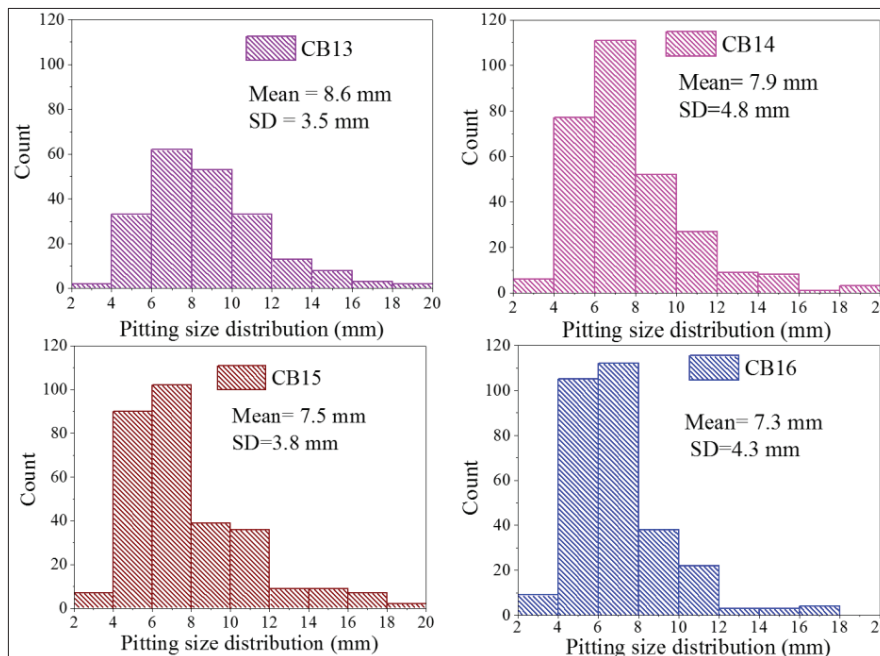 120
100
80
60
40
20
0
Count
CB13
Mean = 8.6 mm
SD = 3.5 mm
2 4 6 8 10 12 14 16 18 20
Pitting size distribution (mm)
120
100
80
60
40
20
0
Count
CB14
Mean= 7.9 mm
SD=4.8 mm
2 4 6 8 10 12 14 16 18 20
Pitting size distribution (mm)
120
100
80
60
40
20
0
Count
CB15
Mean= 7.5 mm
SD=3.8 mm
2 4 6 8 10 12 14 16 18 20
Pitting size distribution (mm)
120
100
80
60
40
20
0
Count
CB16
Mean= 7.3 mm
SD=4.3 mm
2 4 6 8 10 12 14 16 18 20
Pitting size distribution (mm)